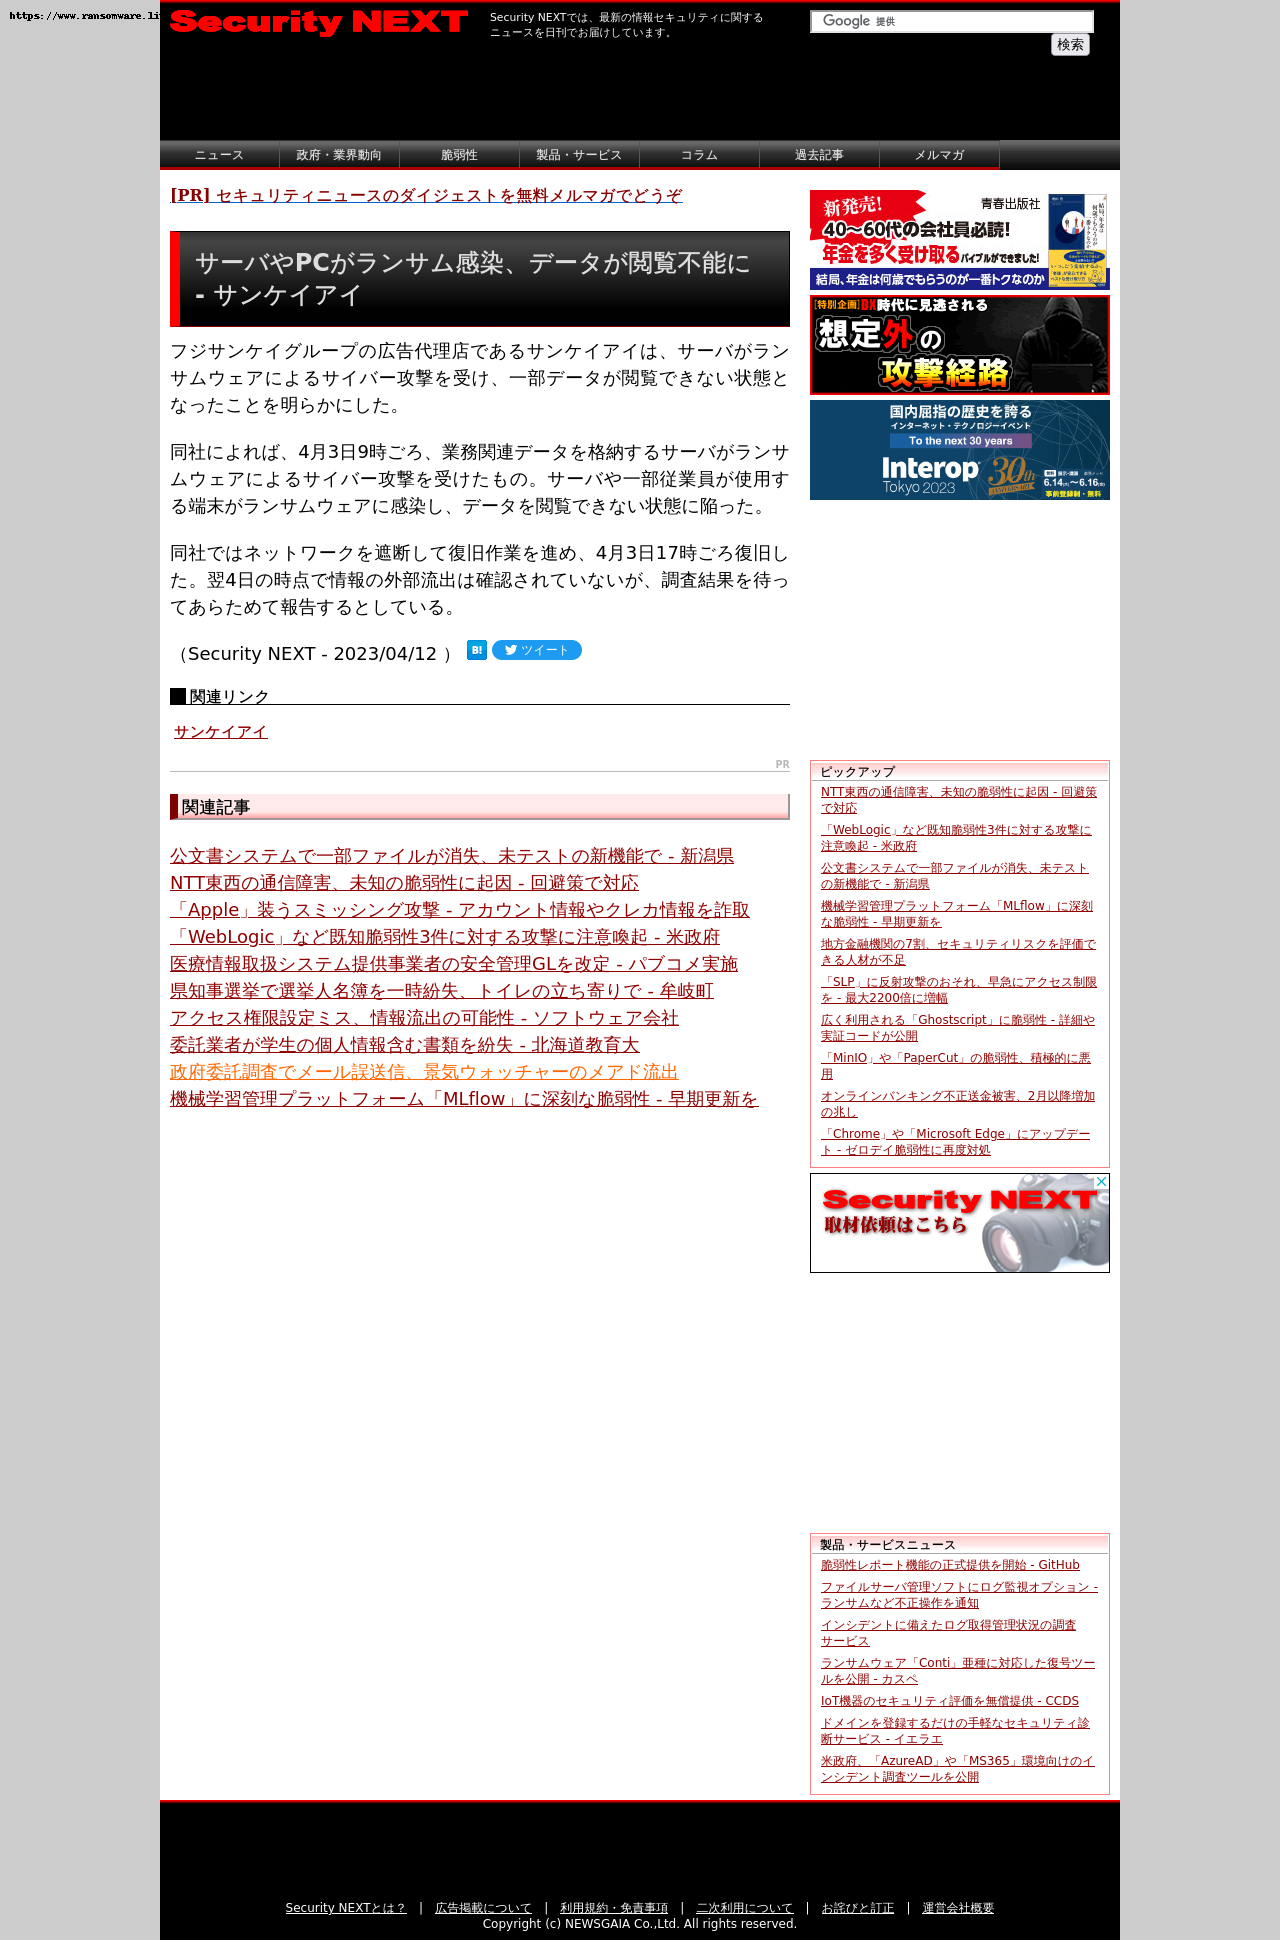 https://www.ransomware.li
Security NEXT
Security NEXTでは、最新の情報セキュリティに関する
ニュースを日刊でお届けしています。
Google 提供
検索
ニュース
政府・業界動向
脆弱性
製品・サービス
コラム
過去記事
メルマガ
[PR] セキュリティニュースのダイジェストを無料メルマガでどうぞ
サーバやPCがランサム感染、データが閲覧不能に
- サンケイアイ
フジサンケイグループの広告代理店であるサンケイアイは、サーバがラン
サムウェアによるサイバー攻撃を受け、一部データが閲覧できない状態と
なったことを明らかにした。
同社によれば、4月3日9時ごろ、業務関連データを格納するサーバがランサ
ムウェアによるサイバー攻撃を受けたもの。サーバや一部従業員が使用す
る端末がランサムウェアに感染し、データを閲覧できない状態に陥った。
同社ではネットワークを遮断して復旧作業を進め、4月3日17時ごろ復旧し
た。翌4日の時点で情報の外部流出は確認されていないが、調査結果を待っ
てあらためて報告するとしている。
（Security NEXT - 2023/04/12 ）
B!
ツイート
関連リンク
サンケイアイ
PR
関連記事
公文書システムで一部ファイルが消失、未テストの新機能で - 新潟県
NTT東西の通信障害、未知の脆弱性に起因 - 回避策で対応
「Apple」装うスミッシング攻撃 - アカウント情報やクレカ情報を詐取
「WebLogic」など既知脆弱性3件に対する攻撃に注意喚起 - 米政府
医療情報取扱システム提供事業者の安全管理GLを改定 - パブコメ実施
県知事選挙で選挙人名簿を一時紛失、トイレの立ち寄りで - 牟岐町
アクセス権限設定ミス、情報流出の可能性 - ソフトウェア会社
委託業者が学生の個人情報含む書類を紛失 - 北海道教育大
政府委託調査でメール誤送信、景気ウォッチャーのメアド流出
機械学習管理プラットフォーム「MLflow」に深刻な脆弱性 - 早期更新を
新発売!
青春出版社
40〜60代の会社員必読!
年金を多く受け取る バイブルができました!
結局、年金は何歳でもらうのが一番トクなのか
[特別企画]DX時代に見逃される
想定外の
攻撃経路
国内屈指の歴史を誇る
インターネット・テクノロジーイベント
To the next 30 years
Interop
Tokyo 2023
30th
ANNIVERSARY
6.14(水)〜6.16(金)
事前登録制・無料
ピックアップ
NTT東西の通信障害、未知の脆弱性に起因 - 回避策
で対応
「WebLogic」など既知脆弱性3件に対する攻撃に
注意喚起 - 米政府
公文書システムで一部ファイルが消失、未テスト
の新機能で - 新潟県
機械学習管理プラットフォーム「MLflow」に深刻
な脆弱性 - 早期更新を
地方金融機関の7割、セキュリティリスクを評価で
きる人材が不足
「SLP」に反射攻撃のおそれ、早急にアクセス制限
を - 最大2200倍に増幅
広く利用される「Ghostscript」に脆弱性 - 詳細や
実証コードが公開
「MinIO」や「PaperCut」の脆弱性、積極的に悪
用
オンラインバンキング不正送金被害、2月以降増加
の兆し
「Chrome」や「Microsoft Edge」にアップデー
ト - ゼロデイ脆弱性に再度対処
Security NEXT
取材依頼はこちら
製品・サービスニュース
脆弱性レポート機能の正式提供を開始 - GitHub
ファイルサーバ管理ソフトにログ監視オプション -
ランサムなど不正操作を通知
インシデントに備えたログ取得管理状況の調査
サービス
ランサムウェア「Conti」亜種に対応した復号ツー
ルを公開 - カスペ
IoT機器のセキュリティ評価を無償提供 - CCDS
ドメインを登録するだけの手軽なセキュリティ診
断サービス - イエラエ
米政府、「AzureAD」や「MS365」環境向けのイ
ンシデント調査ツールを公開
Security NEXTとは？ | 広告掲載について | 利用規約・免責事項 | 二次利用について | お詫びと訂正 | 運営会社概要
Copyright (c) NEWSGAIA Co.,Ltd. All rights reserved.